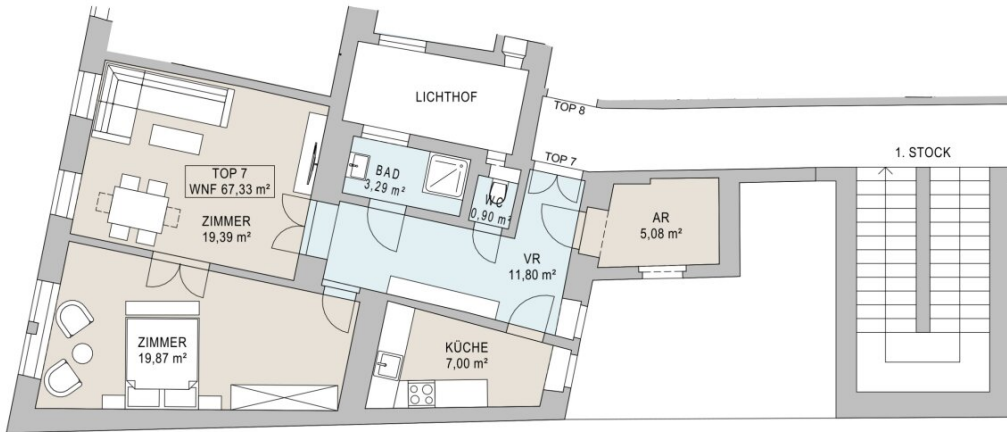 LICHTHOF
TOP 8
TOP 7
1. STOCK
TOP 7
WNF 67,33 m²
ZIMMER
19,39 m²
BAD
3,29 m²
WC
0,90 m²
AR
5,08 m²
VR
11,80 m²
ZIMMER
19,87 m²
KÜCHE
7,00 m²